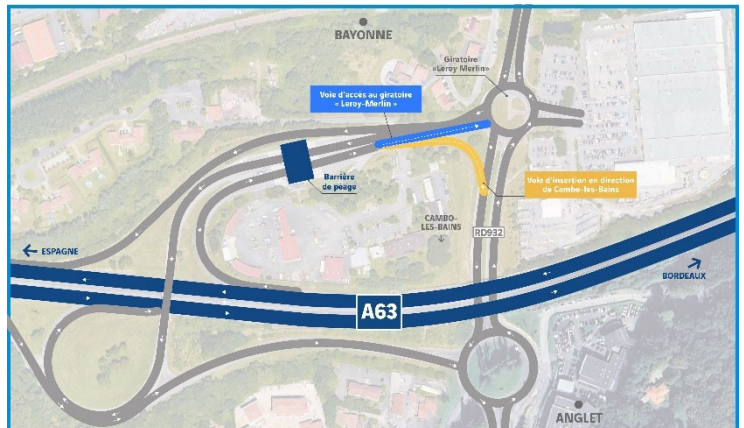 BAYONNE
Giratoire
«Leroy Merlin»
Voie d'accès au giratoire
« Leroy-Merlin »
Barrière
de péage
Voie d'insertion en direction
de Cambo-les-Bains
CAMBO
LES-BAINS
RD932
ESPAGNE
BORDEAUX
A63
ANGLET